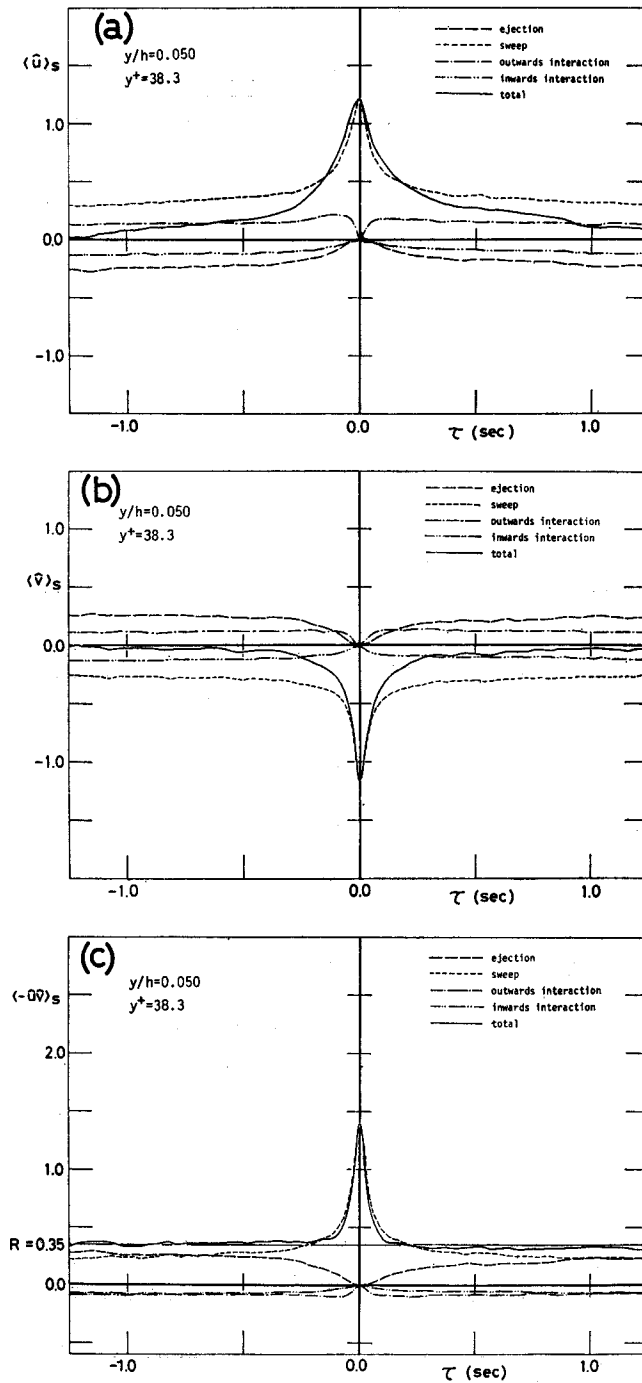 (a)
y/h=0.050
y⁺=38.3
ejection
sweep
outwards interaction
inwards interaction
total
⟨û⟩s
1.0
0.0
-1.0
-1.0
0.0
τ (sec)
1.0
(b)
y/h=0.050
y⁺=38.3
ejection
sweep
outwards interaction
inwards interaction
total
1.0
⟨v̂⟩s
0.0
-1.0
-1.0
0.0
τ (sec)
1.0
(c)
y/h=0.050
y⁺=38.3
ejection
sweep
outwards interaction
inwards interaction
total
⟨-ûv̂⟩s
2.0
1.0
R = 0.35
0.0
-1.0
0.0
τ (sec)
1.0